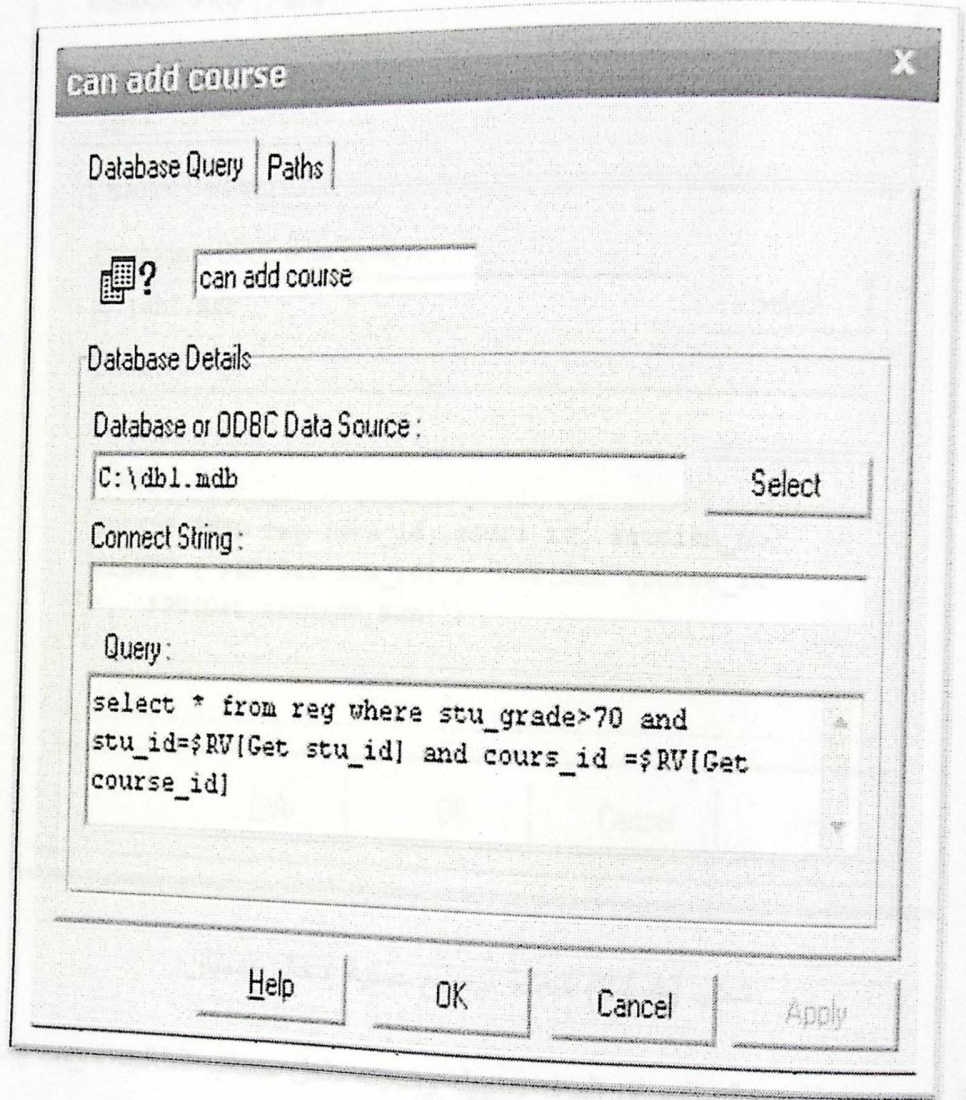 can add course
X
Database Query Paths
? can add course
Database Details
Database or ODBC Data Source :
C:\db1.mdb
Select
Connect String :
Query :
select * from reg where stu_grade>70 and
stu_id=$RV[Get stu_id] and cours_id =$RV[Get
course_id]
Help OK Cancel Apply